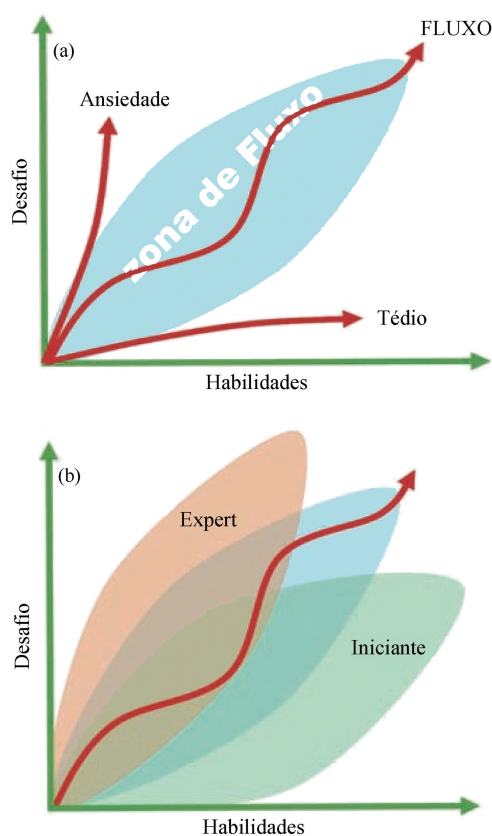 FLUXO
(a)
Ansiedade
zona de Fluxo
Desafio
Tédio
Habilidades
(b)
Expert
Iniciante
Desafio
Habilidades